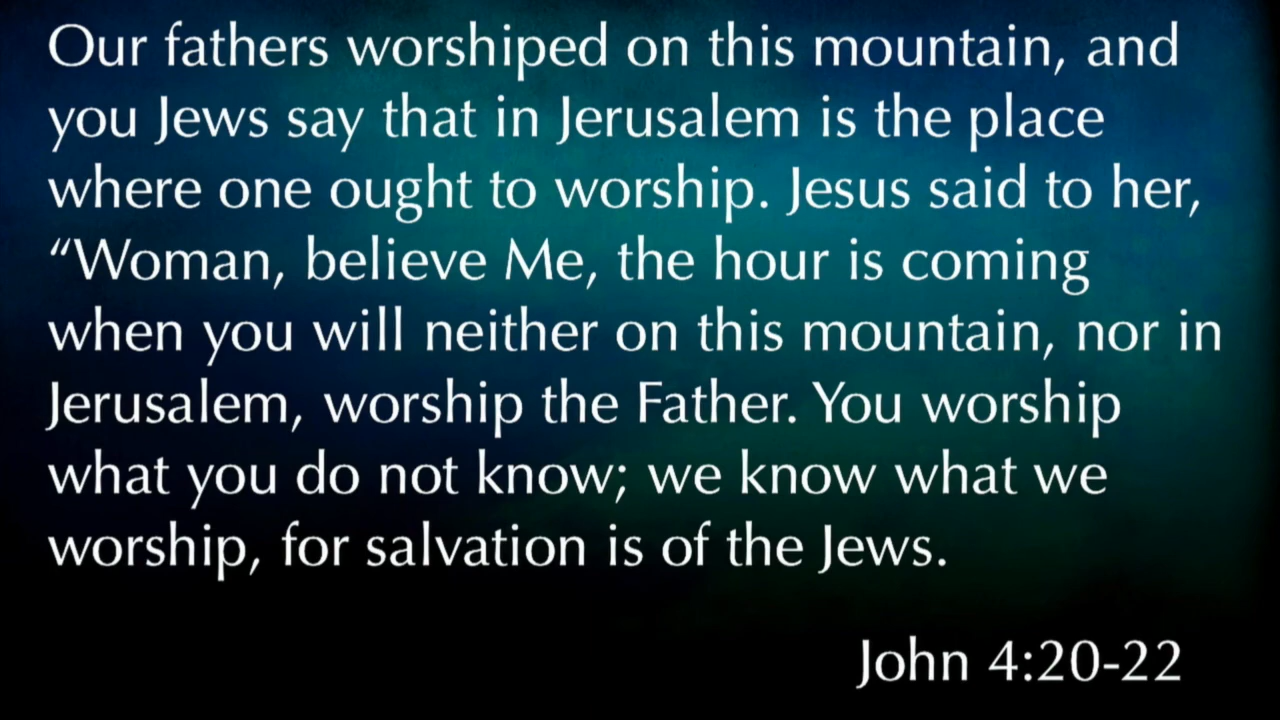 Our fathers worshiped on this mountain, and
you Jews say that in Jerusalem is the place
where one ought to worship. Jesus said to her,
“Woman, believe Me, the hour is coming
when you will neither on this mountain, nor in
Jerusalem, worship the Father. You worship
what you do not know; we know what we
worship, for salvation is of the Jews.
John 4:20-22